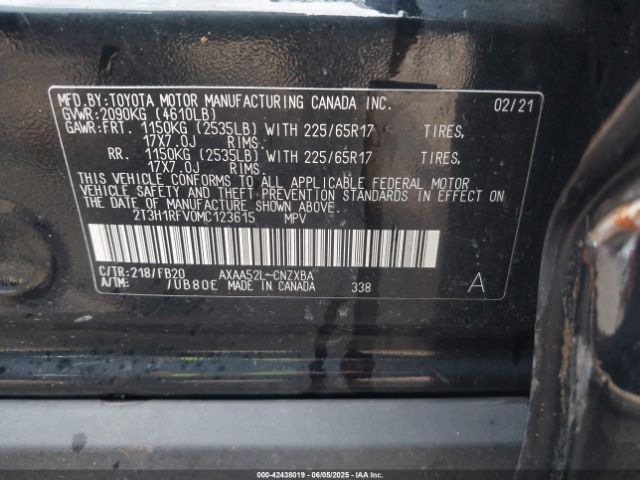 MFD.BY:TOYOTA MOTOR MANUFACTURING CANADA INC. 02/21
GVWR:2090KG (4610LB)
GAWR:FRT. 1150KG (2535LB) WITH 225/65R17 TIRES,
17X7.0J RIMS.
RR. 1150KG (2535LB) WITH 225/65R17 TIRES,
17X7.0J RIMS.
THIS VEHICLE CONFORMS TO ALL APPLICABLE FEDERAL MOTOR
VEHICLE SAFETY AND THEFT PREVENTION STANDARDS IN EFFECT ON
THE DATE OF MANUFACTURE SHOWN ABOVE.
2T3H1RFV0MC123615 MPV
C/TR:218/FB20 AXAA52L-CNZXBA A
A/TM: /UB80E MADE IN CANADA 338
000-42438019 - 06/05/2025 - COPYRIGHT IAA, LLC.